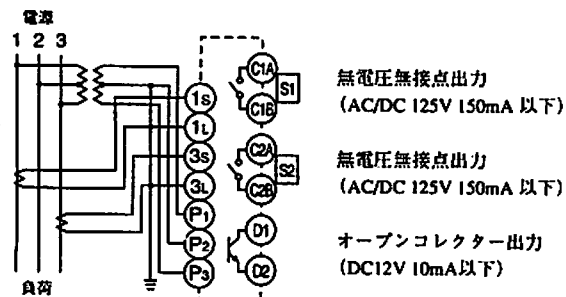 電源
1 2 3
C1A
S1
C1B
1S
1L
3S
3L
P1
P2
P3
C2A
S2
C2B
D1
D2
負荷
無電圧無接点出力
(AC/DC 125V 150mA 以下)
無電圧無接点出力
(AC/DC 125V 150mA 以下)
オープンコレクター出力
(DC12V 10mA以下)